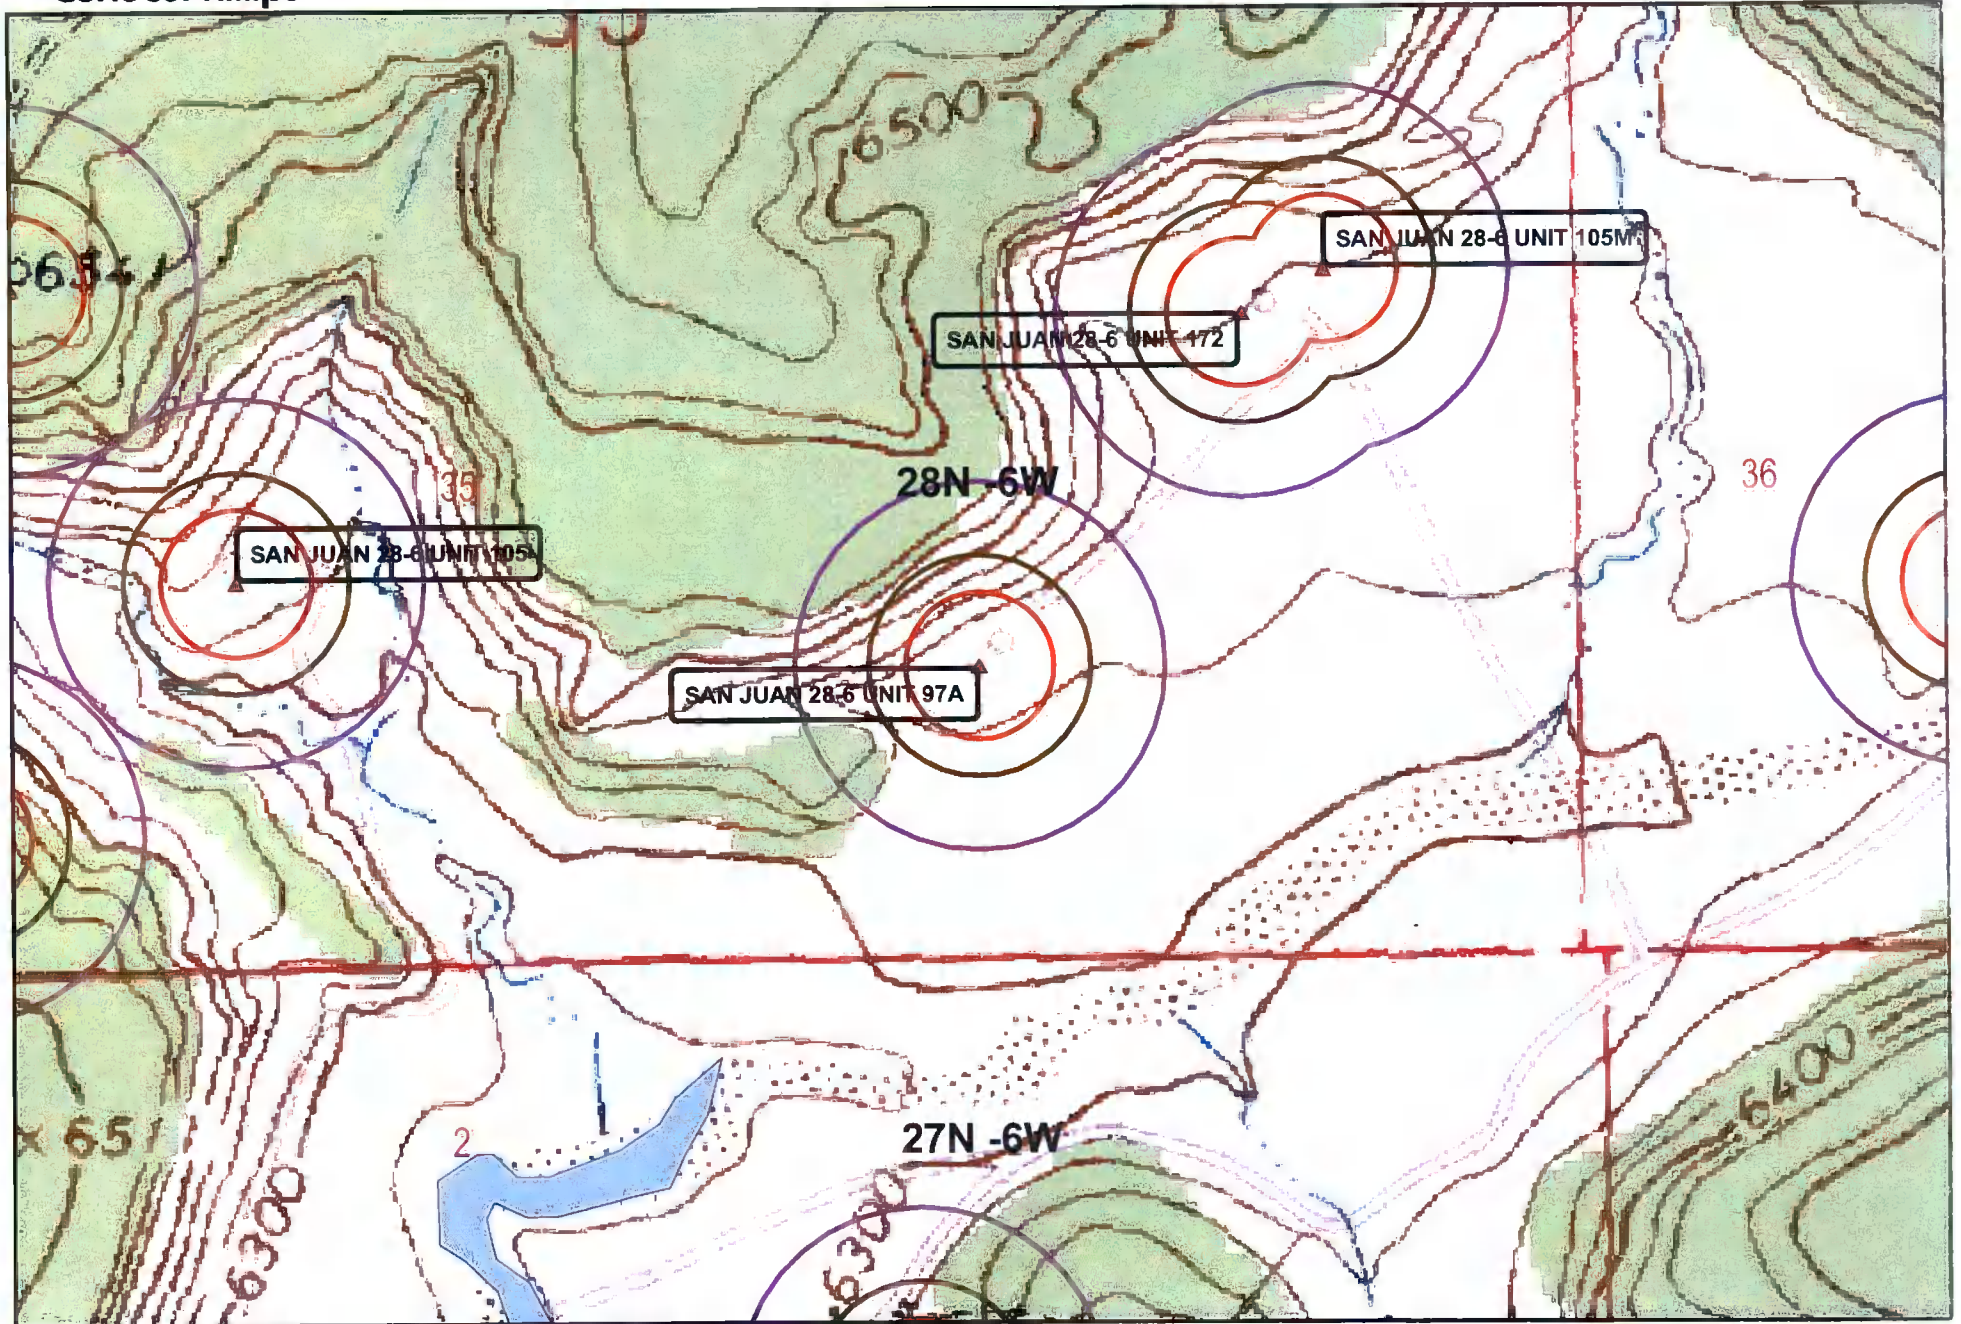 6500
SAN JUAN 28-6 UNIT 105M
SAN JUAN 28-6 UNIT 172
28N -6W
35
36
SAN JUAN 28-6 UNIT 105
SAN JUAN 28-6 UNIT 97A
6400
27N -6W
2
× 65
6300
6300